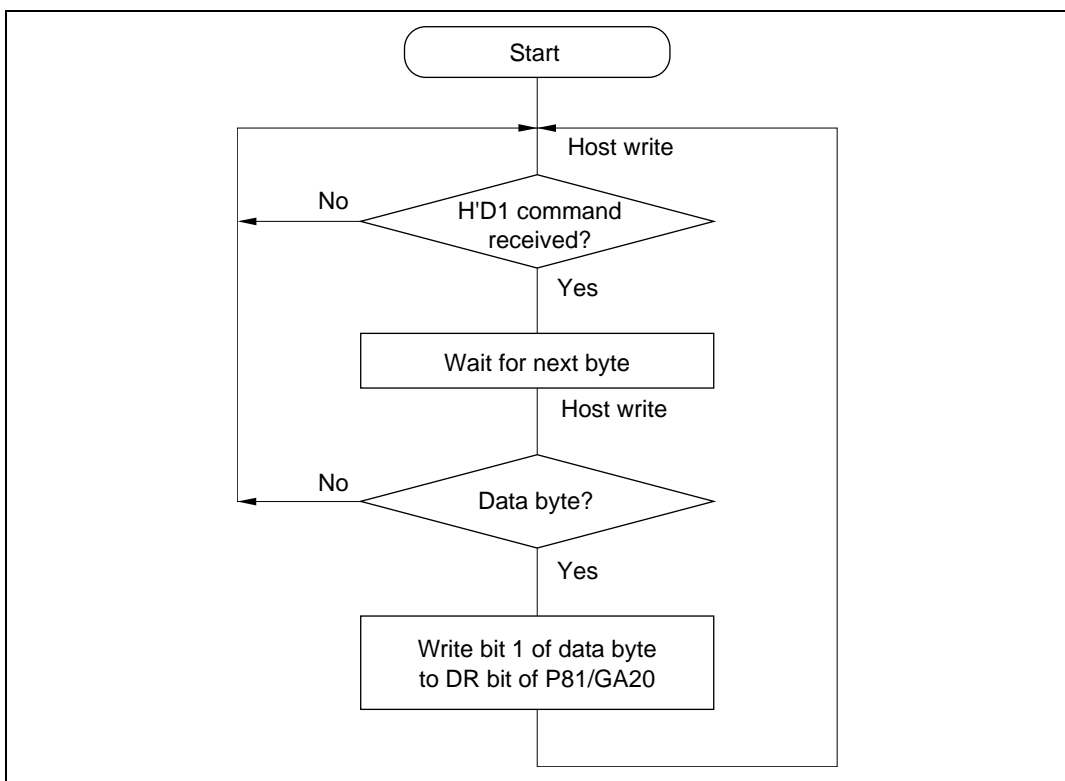 Start
Host write
No
H'D1 command
received?
Yes
Wait for next byte
Host write
No
Data byte?
Yes
Write bit 1 of data byte
to DR bit of P81/GA20